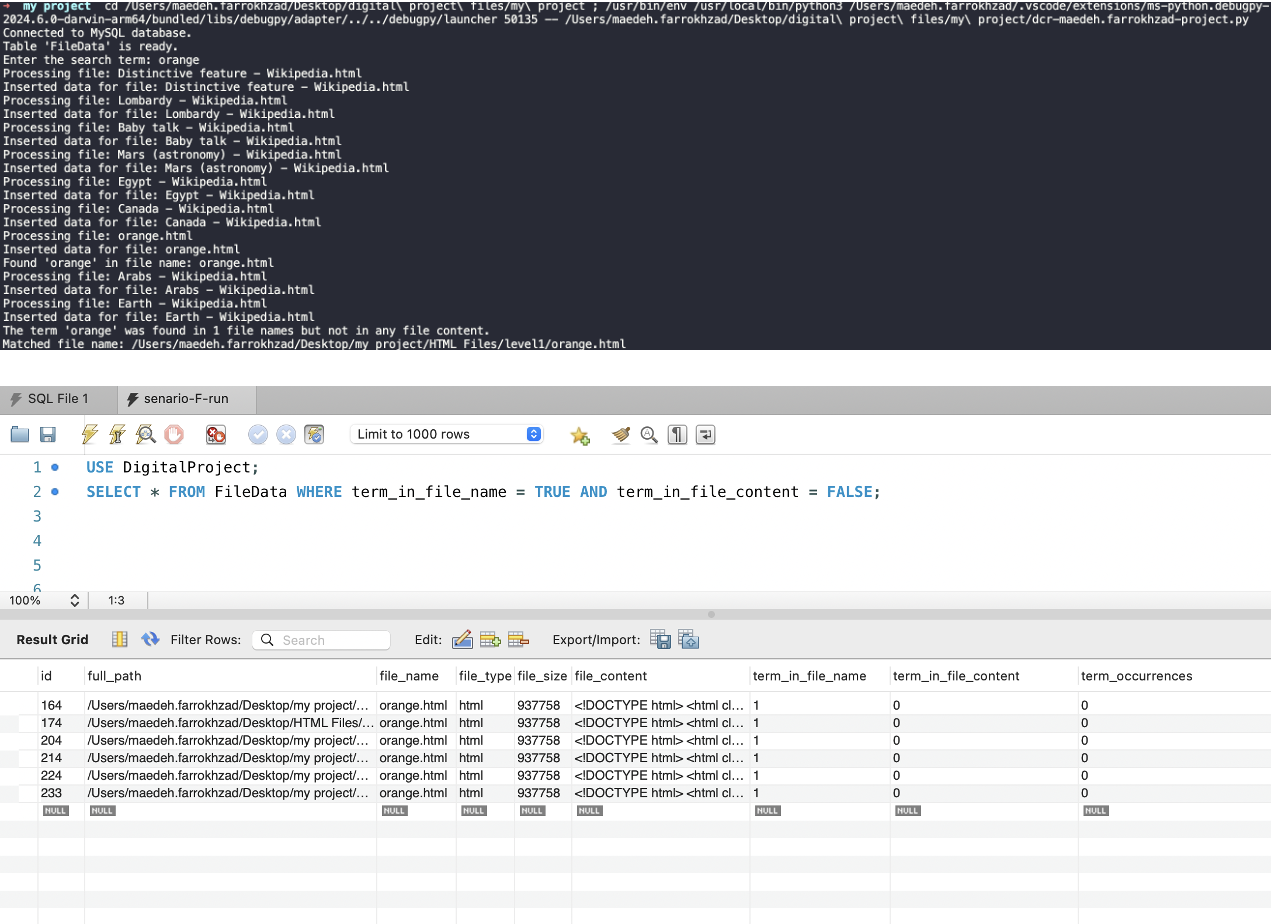 →  my project  cd /Users/maedeh.farrokhzad/Desktop/digital\ project\ files/my\ project ; /usr/bin/env /usr/local/bin/python3 /Users/maedeh.farrokhzad/.vscode/extensions/ms-python.debugpy-
2024.6.0-darwin-arm64/bundled/libs/debugpy/adapter/../../debugpy/launcher 50135 -- /Users/maedeh.farrokhzad/Desktop/digital\ project\ files/my\ project/dcr-maedeh.farrokhzad-project.py
Connected to MySQL database.
Table 'FileData' is ready.
Enter the search term: orange
Processing file: Distinctive feature - Wikipedia.html
Inserted data for file: Distinctive feature - Wikipedia.html
Processing file: Lombardy - Wikipedia.html
Inserted data for file: Lombardy - Wikipedia.html
Processing file: Baby talk - Wikipedia.html
Inserted data for file: Baby talk - Wikipedia.html
Processing file: Mars (astronomy) - Wikipedia.html
Inserted data for file: Mars (astronomy) - Wikipedia.html
Processing file: Egypt - Wikipedia.html
Inserted data for file: Egypt - Wikipedia.html
Processing file: Canada - Wikipedia.html
Inserted data for file: Canada - Wikipedia.html
Processing file: orange.html
Inserted data for file: orange.html
Found 'orange' in file name: orange.html
Processing file: Arabs - Wikipedia.html
Inserted data for file: Arabs - Wikipedia.html
Processing file: Earth - Wikipedia.html
Inserted data for file: Earth - Wikipedia.html
The term 'orange' was found in 1 file names but not in any file content.
Matched file name: /Users/maedeh.farrokhzad/Desktop/my project/HTML Files/level1/orange.html
SQL File 1 senario-F-run
Limit to 1000 rows
1 USE DigitalProject;
2 SELECT * FROM FileData WHERE term_in_file_name = TRUE AND term_in_file_content = FALSE;
3
4
5
6
100% 1:3
Result Grid Filter Rows: Search Edit: Export/Import:
id full_path file_name file_type file_size file_content term_in_file_name term_in_file_content term_occurrences
164 /Users/maedeh.farrokhzad/Desktop/my project/... orange.html html 937758 <!DOCTYPE html> <html cl... 1 0 0
174 /Users/maedeh.farrokhzad/Desktop/HTML Files/... orange.html html 937758 <!DOCTYPE html> <html cl... 1 0 0
204 /Users/maedeh.farrokhzad/Desktop/my project/... orange.html html 937758 <!DOCTYPE html> <html cl... 1 0 0
214 /Users/maedeh.farrokhzad/Desktop/my project/... orange.html html 937758 <!DOCTYPE html> <html cl... 1 0 0
224 /Users/maedeh.farrokhzad/Desktop/my project/... orange.html html 937758 <!DOCTYPE html> <html cl... 1 0 0
233 /Users/maedeh.farrokhzad/Desktop/my project/... orange.html html 937758 <!DOCTYPE html> <html cl... 1 0 0
NULL NULL NULL NULL NULL NULL NULL NULL NULL